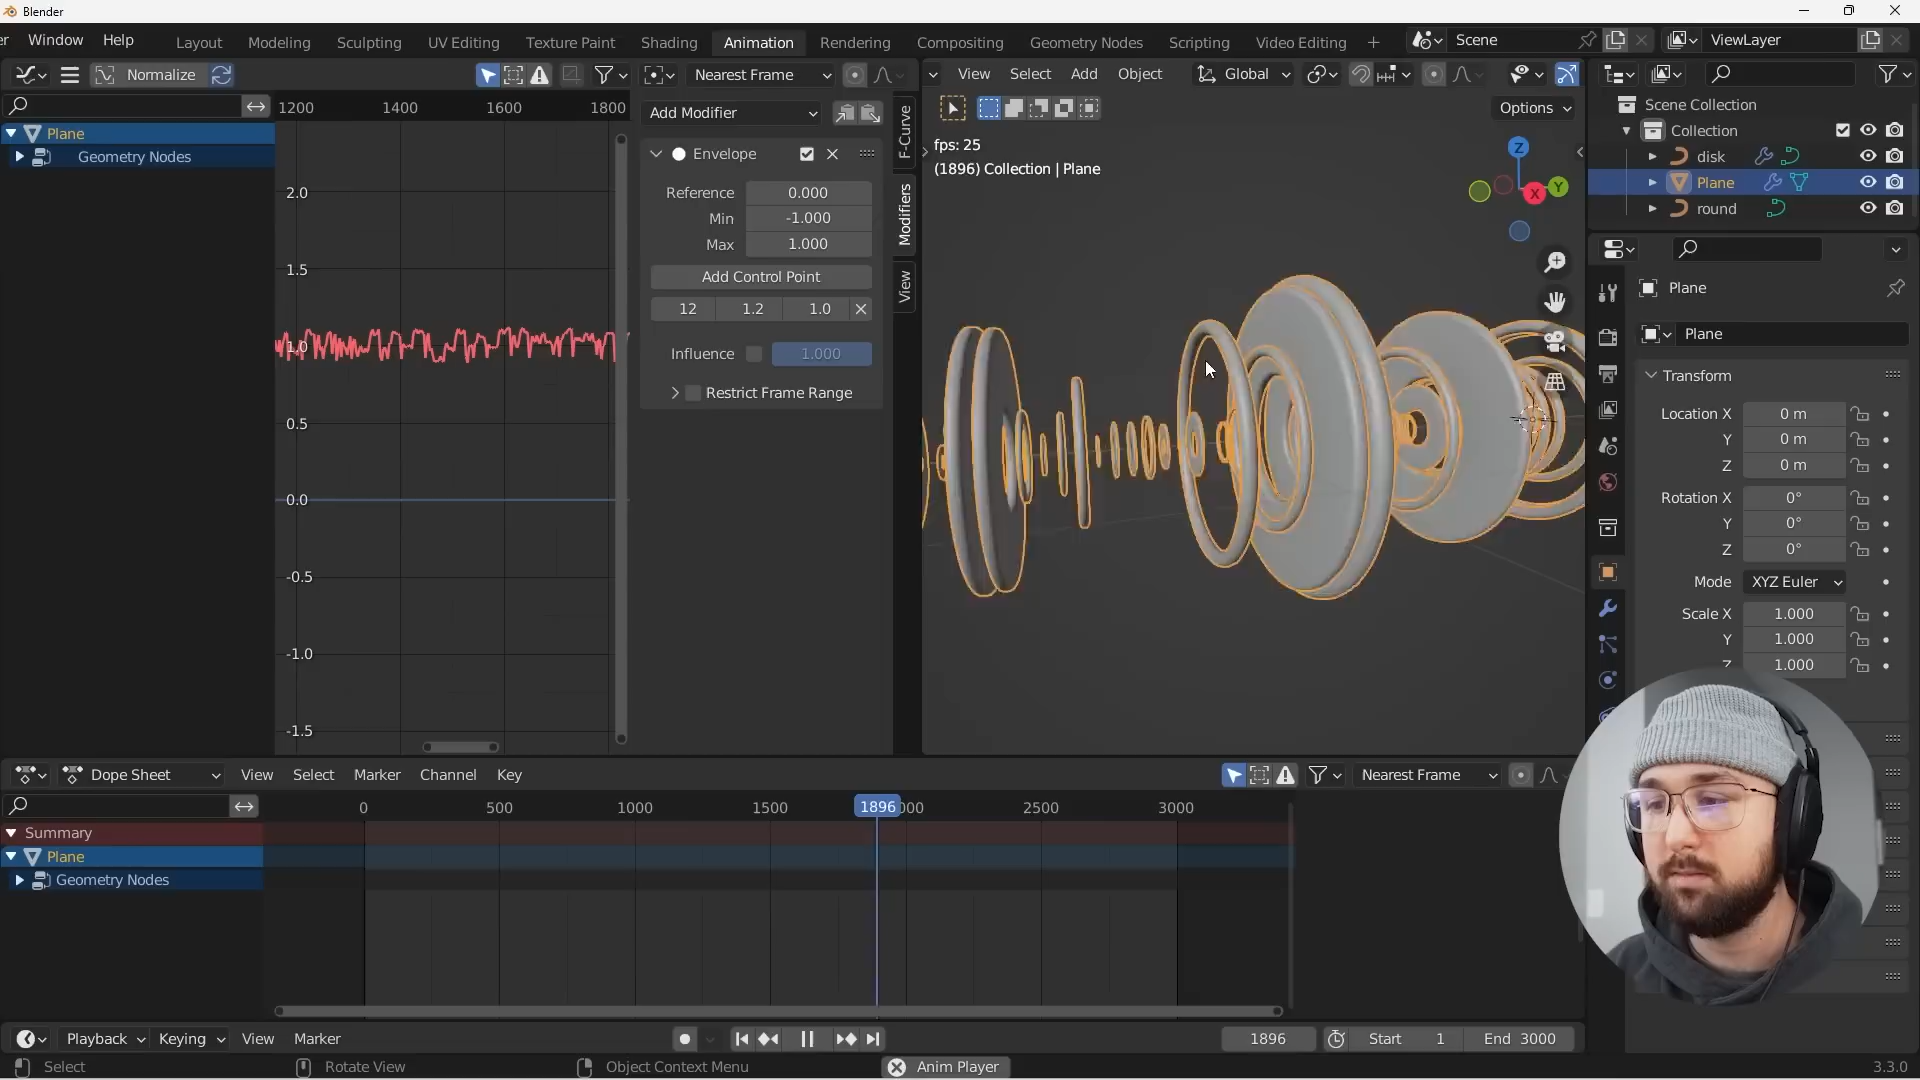 Blender
er Window Help Layout Modeling Sculpting UV Editing Texture Paint Shading Animation Rendering Compositing Geometry Nodes Scripting Video Editing + Scene ViewLayer
Normalize Nearest Frame View Select Add Object Global
1200 1400 1600 1800 Add Modifier Options
Plane
Geometry Nodes
2.0
1.5
1.0
0.5
0.0
-0.5
-1.0
-1.5
Envelope
Reference 0.000
Min -1.000
Max 1.000
Add Control Point
12 1.2 1.0
Influence 1.000
Restrict Frame Range
F-Curve
Modifiers
View
fps: 25
(1896) Collection | Plane
Z
X
Y
Scene Collection
Collection
disk
Plane
round
Plane
Plane
Transform
Location X 0 m
Y 0 m
Z 0 m
Rotation X 0°
Y 0°
Z 0°
Mode XYZ Euler
Scale X 1.000
Y 1.000
Z 1.000
Dope Sheet View Select Marker Channel Key Nearest Frame
0 500 1000 1500 1896 000 2500 3000
Summary
Plane
Geometry Nodes
Playback Keying View Marker 1896 Start 1 End 3000
Select Rotate View Object Context Menu Anim Player 3.3.0